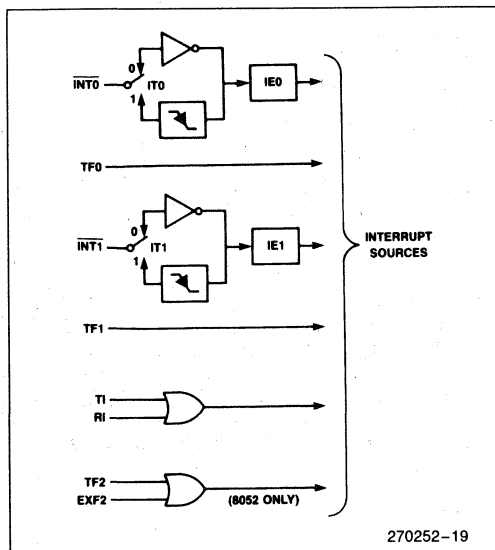 INT0
0
IT0
1
IE0
TF0
INT1
0
IT1
1
IE1
TF1
INTERRUPT
SOURCES
TI
RI
TF2
EXF2
(8052 ONLY)
270252-19